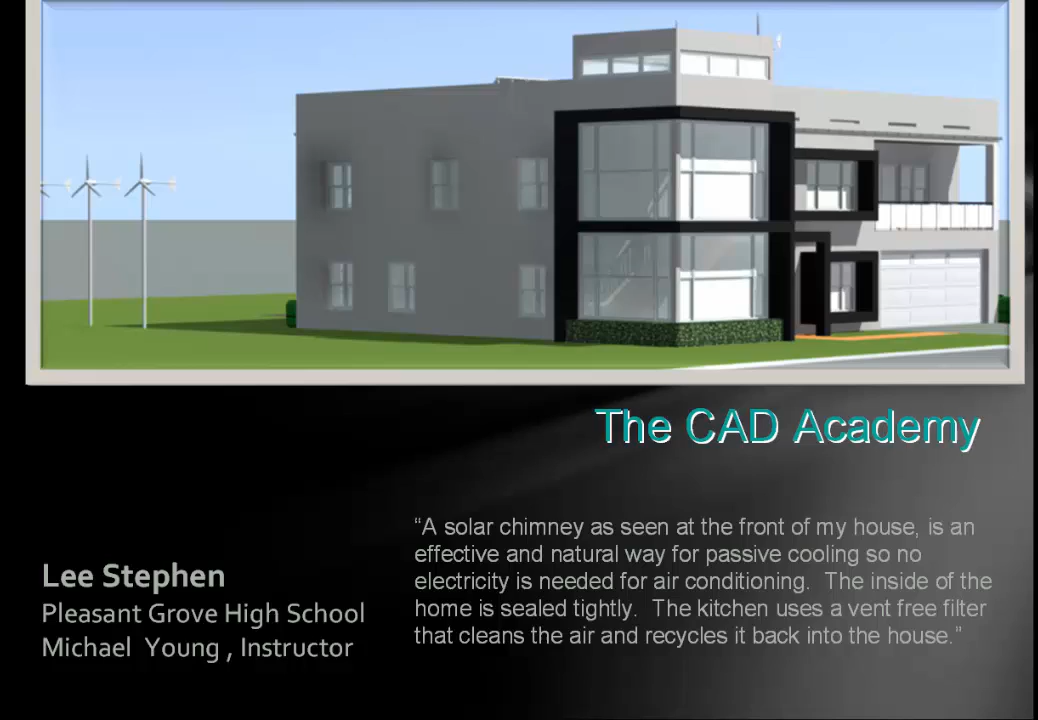 The CAD Academy
"A solar chimney as seen at the front of my house, is an
effective and natural way for passive cooling so no
electricity is needed for air conditioning.  The inside of the
home is sealed tightly.  The kitchen uses a vent free filter
that cleans the air and recycles it back into the house."
Lee Stephen
Pleasant Grove High School
Michael  Young , Instructor